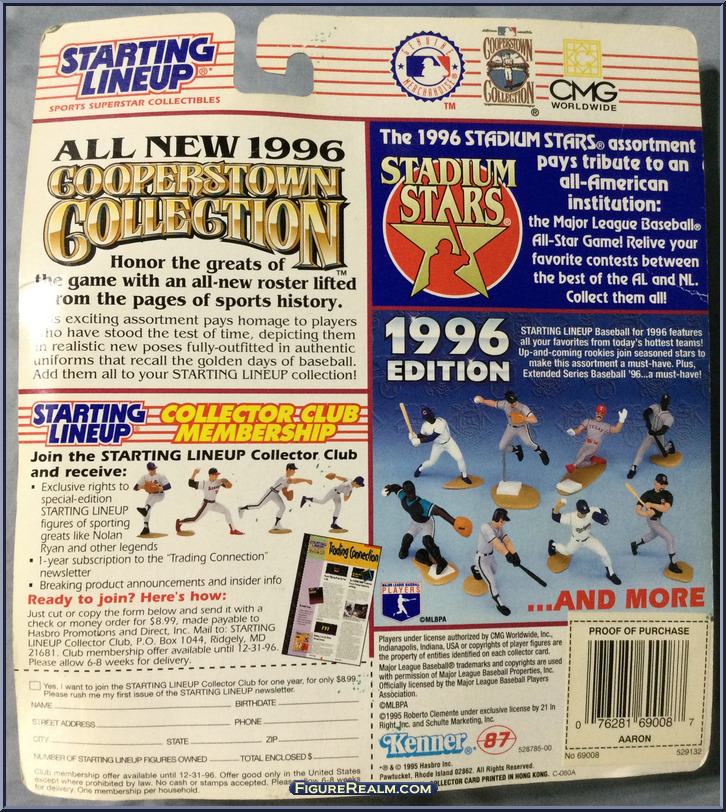 STARTING
LINEUP®
SPORTS SUPERSTAR COLLECTIBLES
GENUINE
MERCHANDISE
TM
COOPERSTOWN
COLLECTION
®
CMG
WORLDWIDE
ALL NEW 1996
COOPERSTOWN
COLLECTION
TM
Honor the greats of
the game with an all-new roster lifted
from the pages of sports history.
exciting assortment pays homage to players
who have stood the test of time, depicting them
in realistic new poses fully-outfitted in authentic
uniforms that recall the golden days of baseball.
Add them all to your STARTING LINEUP collection!
The 1996 STADIUM STARS® assortment
pays tribute to an
all-American
institution:
the Major League Baseball®
All-Star Game! Relive your
favorite contests between
the best of the AL and NL.
Collect them all!
STADIUM
STARS®
1996
EDITION
STARTING LINEUP Baseball for 1996 features
all your favorites from today's hottest teams!
Up-and-coming rookies join seasoned stars to
make this assortment a must-have. Plus,
Extended Series Baseball '96...a must-have!
STARTING
LINEUP
COLLECTOR CLUB
MEMBERSHIP
Join the STARTING LINEUP Collector Club
and receive:
▪ Exclusive rights to
special-edition
STARTING LINEUP
figures of sporting
greats like Nolan
Ryan and other legends
▪ 1-year subscription to the "Trading Connection"
newsletter
▪ Breaking product announcements and insider info
Trading Connection
Ready to join? Here's how:
Just cut or copy the form below and send it with a
check or money order for $8.99, made payable to
Hasbro Promotions and Direct, Inc. Mail to: STARTING
LINEUP Collector Club, P.O. Box 1044, Ridgely, MD
21681. Club membership offer available until 12-31-96.
Please allow 6-8 weeks for delivery.
TEXAS
MAJOR LEAGUE BASEBALL
PLAYERS
©MLBPA
...AND MORE
Yes, I want to join the STARTING LINEUP Collector Club for one year, for only $8.99.
Please rush me my first issue of the STARTING LINEUP newsletter.
NAME BIRTHDATE
STREET ADDRESS PHONE
CITY STATE ZIP
NUMBER OF STARTING LINEUP FIGURES OWNED TOTAL ENCLOSED $
Club membership offer available until 12-31-96. Offer good only in the United States
except where prohibited by law. No cash or stamps accepted. Please allow 6-8 weeks
for delivery. One membership per household.
Players under license authorized by CMG Worldwide, Inc.,
Indianapolis, Indiana, USA or copyrights of player figures are
the property of entities identified on each collector card.
Major League Baseball® trademarks and copyrights are used
with permission of Major League Baseball Properties, Inc.
Officially licensed by the Major League Baseball Players
Association.
©MLBPA
©1995 Roberto Clemente under exclusive license by 21 In
Right, Inc. and Schulte Marketing, Inc.
Kenner® 87 526785-00
®® & © 1995 Hasbro Inc.
Pawtucket, Rhode Island 02862. All Rights Reserved.
COLLECTOR CARD PRINTED IN HONG KONG. C-060A
PROOF OF PURCHASE
0 76281 69008 7
AARON
No 69008 529132
FIGUREREALM.COM